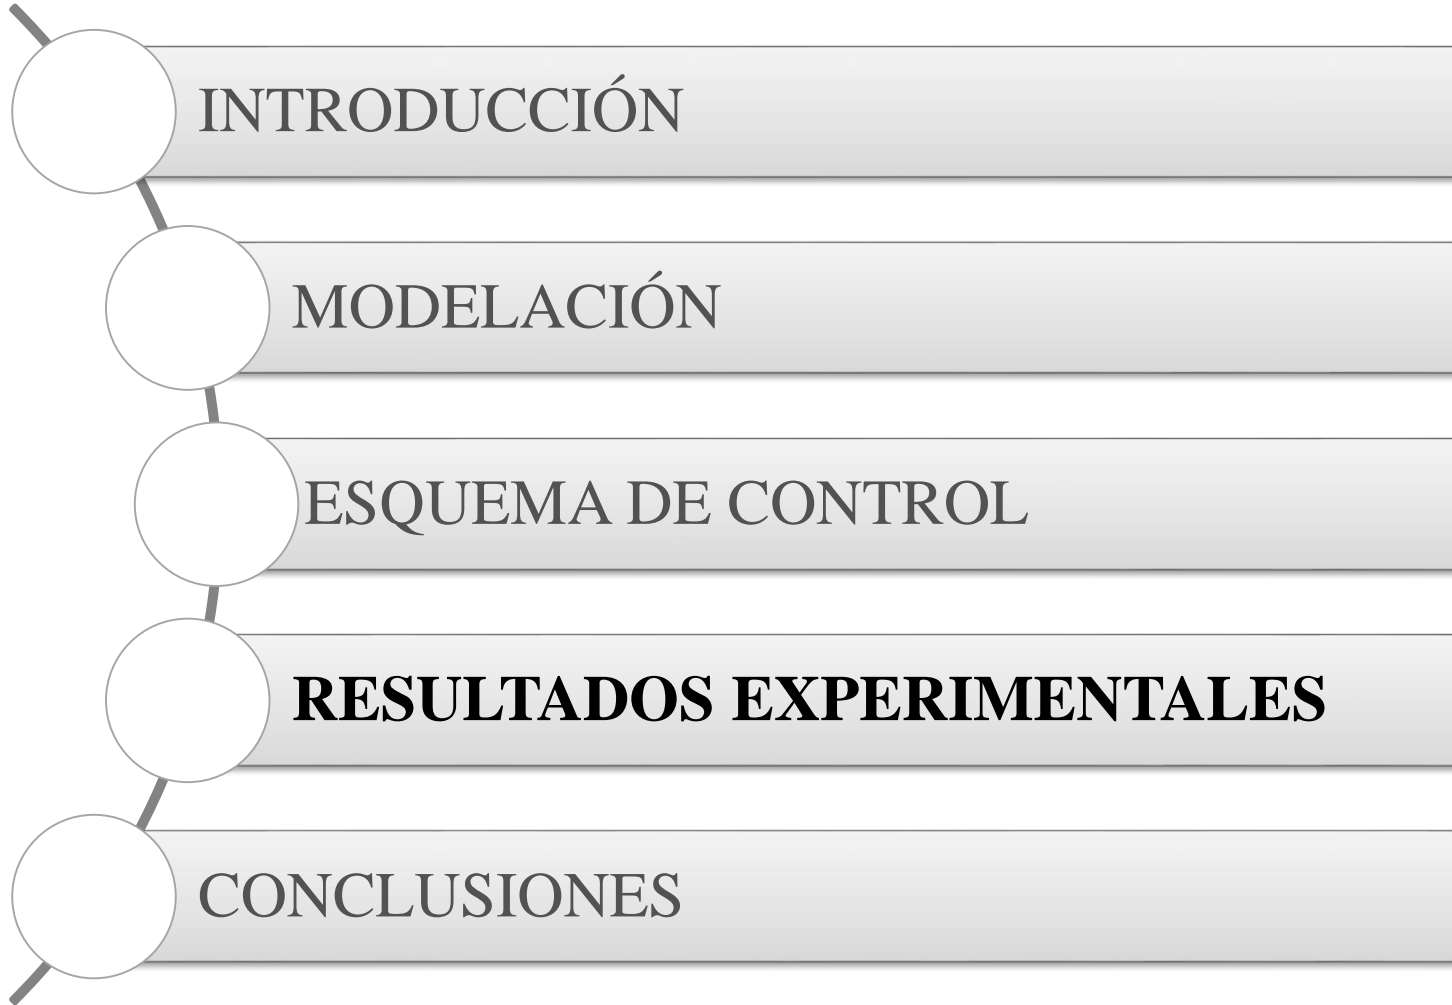 INTRODUCCIÓN
MODELACIÓN
ESQUEMA DE CONTROL
RESULTADOS EXPERIMENTALES
CONCLUSIONES